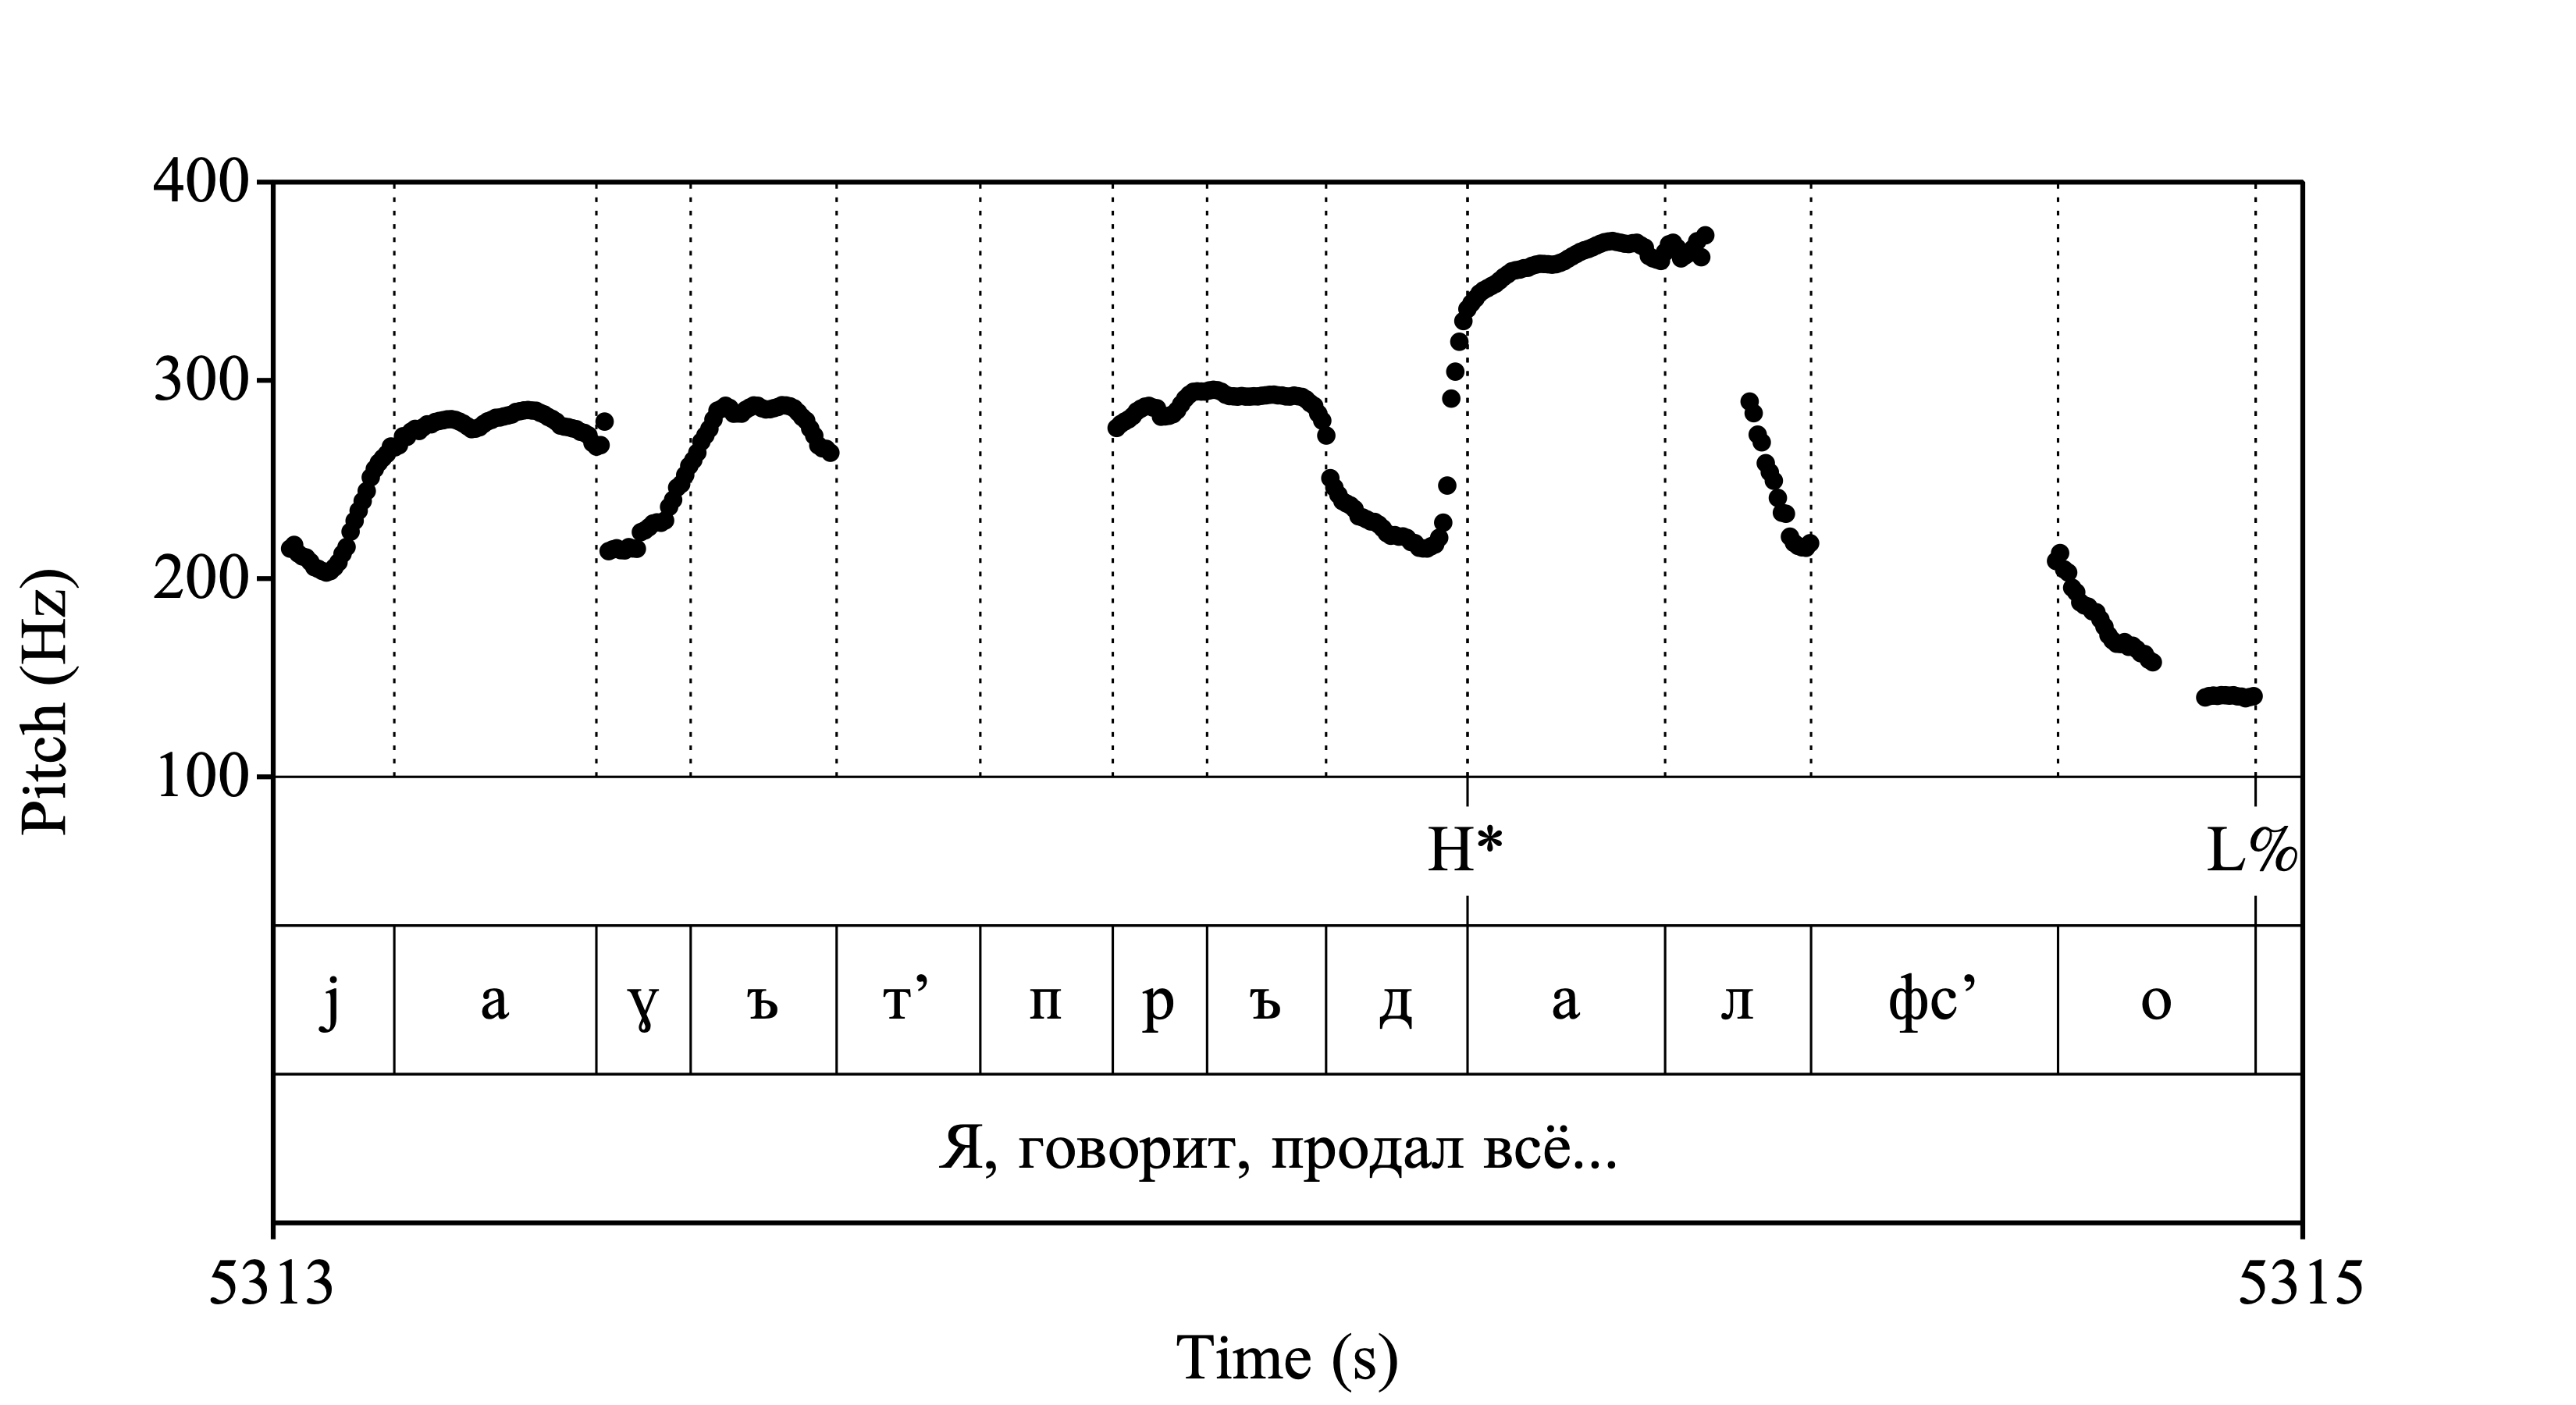 400
300
200
100
Pitch (Hz)
H* L%
j а ɣ ъ т’ п р ъ д а л фс’ о
Я, говорит, продал всё...
5313 5315
Time (s)